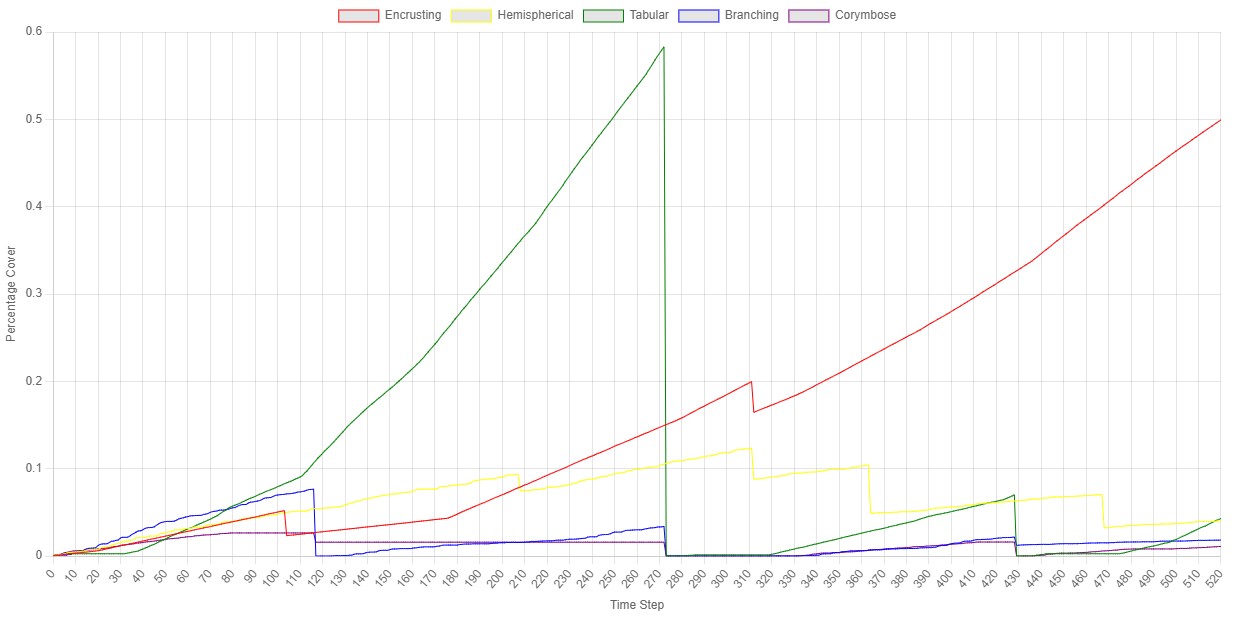 Encrusting Hemispherical Tabular Branching Corymbose
0.6
0.5
0.4
0.3
0.2
0.1
0
Percentage Cover
0 10 20 30 40 50 60 70 80 90 100 110 120 130 140 150 160 170 180 190 200 210 220 230 240 250 260 270 280 290 300 310 320 330 340 350 360 370 380 390 400 410 420 430 440 450 460 470 480 490 500 510 520
Time Step